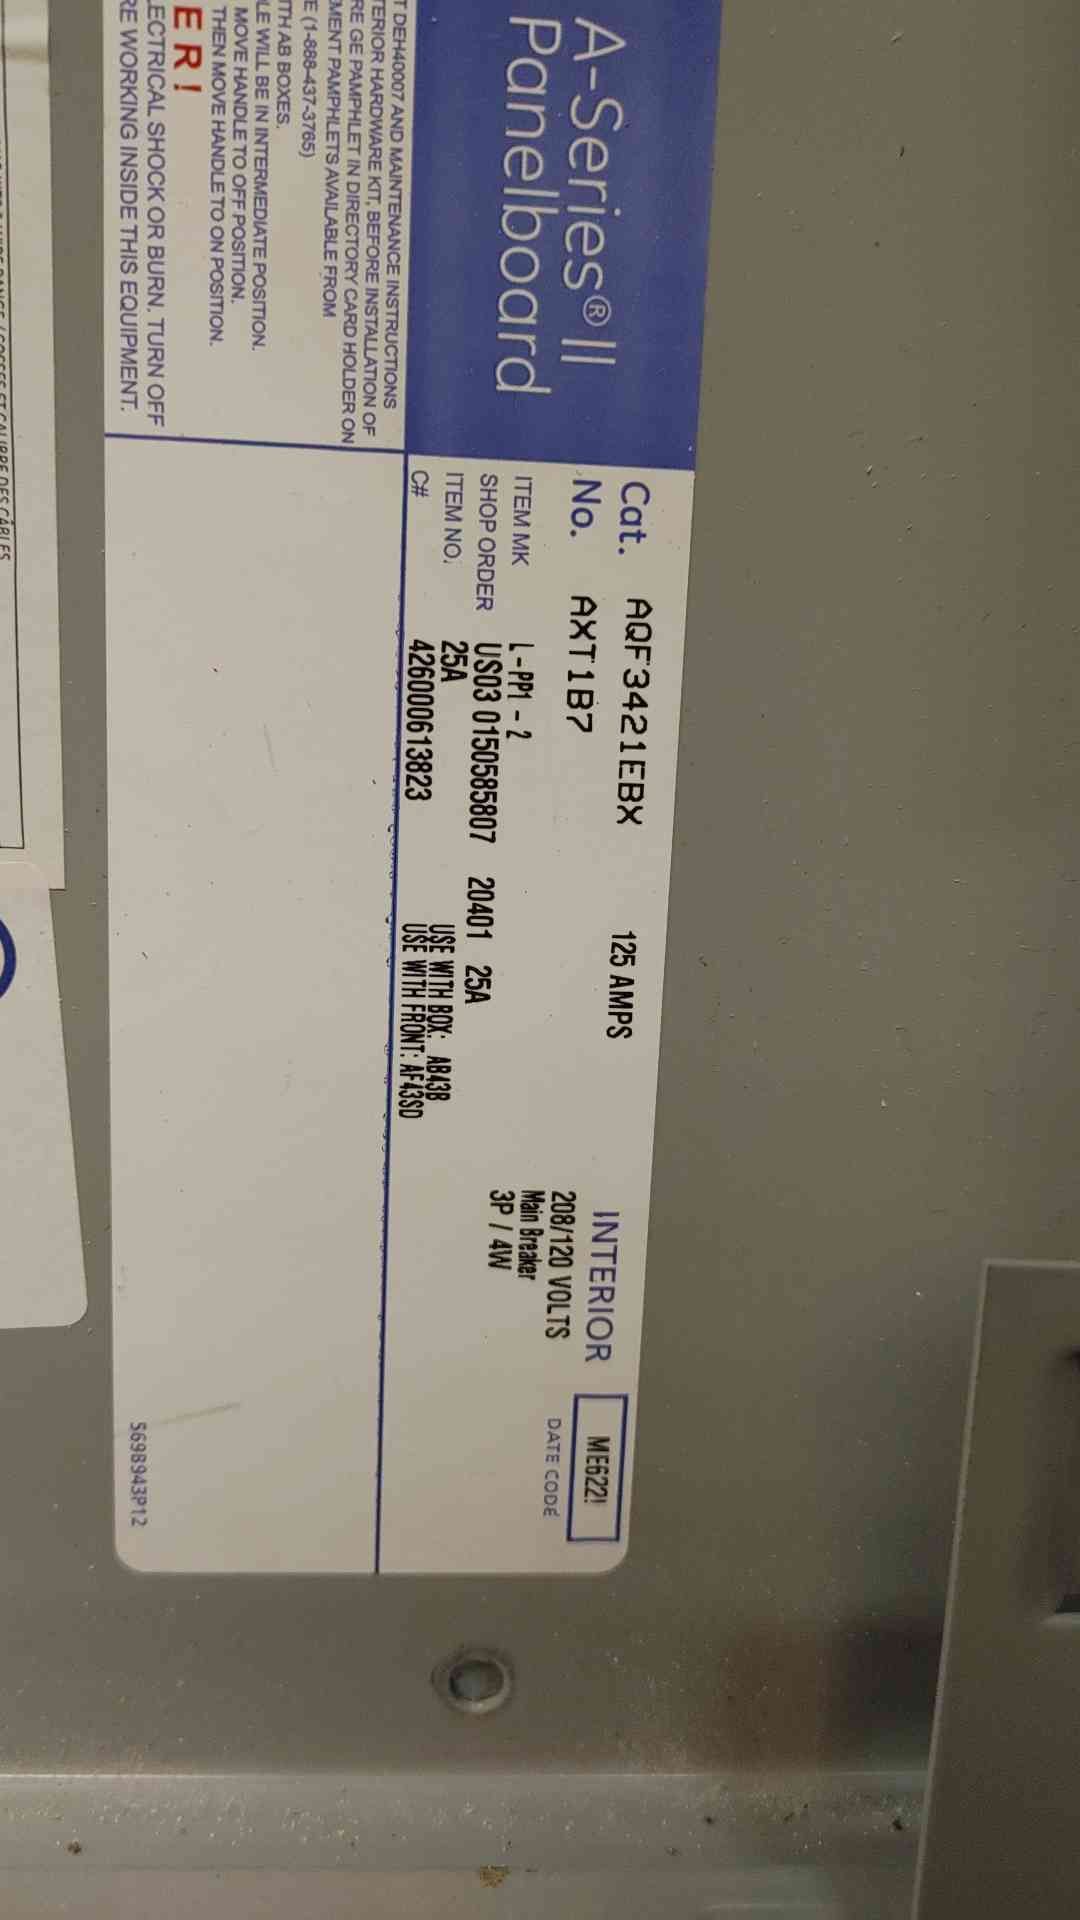 A-Series® II
Panelboard
T DEH40007 AND MAINTENANCE INSTRUCTIONS
TERIOR HARDWARE KIT, BEFORE INSTALLATION OF
RE GE PAMPHLET IN DIRECTORY CARD HOLDER ON
MENT PAMPHLETS AVAILABLE FROM
E (1-888-437-3765)
ITH AB BOXES.
LE WILL BE IN INTERMEDIATE POSITION.
MOVE HANDLE TO OFF POSITION.
THEN MOVE HANDLE TO ON POSITION.
ER!
LECTRICAL SHOCK OR BURN. TURN OFF
RE WORKING INSIDE THIS EQUIPMENT.
Cat. AQF3421EBX 125 AMPS
No. AXT1B7
INTERIOR
ME622!
DATE CODE
208/120 VOLTS
Main Breaker
3P / 4W
ITEM MK L-PP1 - 2
SHOP ORDER US03 0150585807 20401 25A
ITEM NO. 25A
C# 426000613823
USE WITH BOX: AB43B
USE WITH FRONT: AF43SD
569B943P12
CALIBRE DES CÂBLES